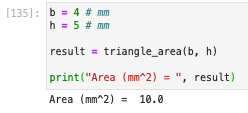 [135]: b = 4 # mm
h = 5 # mm
result = triangle_area(b, h)
print("Area (mm^2) = ", result)
Area (mm^2) =  10.0